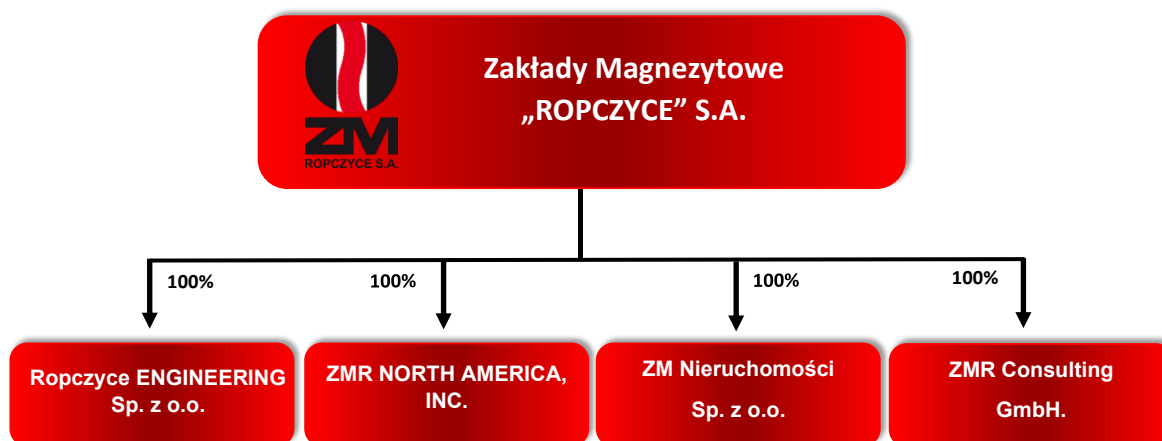 Zakłady Magnezytowe
„ROPCZYCE” S.A.
ZM
ROPCZYCE S.A.
100%
100%
100%
100%
Ropczyce ENGINEERING
Sp. z o.o.
ZMR NORTH AMERICA,
INC.
ZM Nieruchomości
Sp. z o.o.
ZMR Consulting
GmbH.